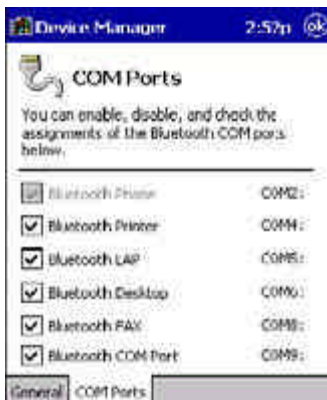 Device Manager 2:57p ok
COM Ports
You can enable, disable, and check the
assignments of the Bluetooth COM ports
below.
Bluetooth Phone COM2:
Bluetooth Printer COM4:
Bluetooth LAP COM5:
Bluetooth Desktop COM6:
Bluetooth FAX COM8:
Bluetooth COM Port COM9:
General COM Ports